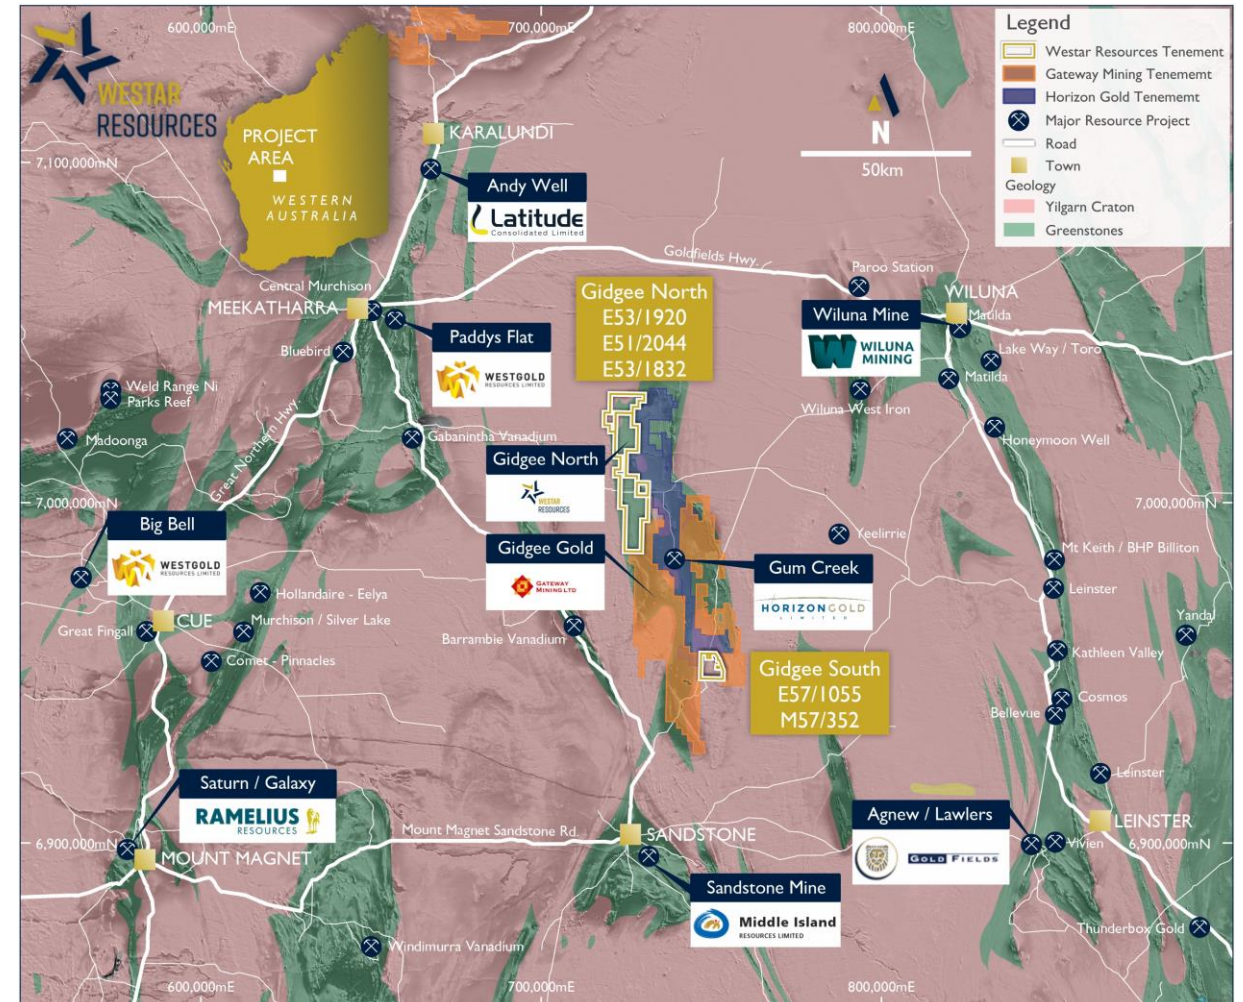 600,000mE
700,000mE
800,000mE
WESTAR
RESOURCES
PROJECT
AREA
WESTERN
AUSTRALIA
Legend
Westar Resources Tenement
Gateway Mining Tenememt
Horizon Gold Tenememt
Major Resource Project
Road
Town
Geology
Yilgarn Craton
Greenstones
N
50km
7,100,000mN
KARALUNDI
Andy Well
Latitude
Consolidated Limited
Goldfields Hwy.
Paroo Station
Central Murchison
MEEKATHARRA
Gidgee North
E53/1920
E51/2044
E53/1832
WILUNA
Matilda
Wiluna Mine
WILUNA
MINING
Paddys Flat
WESTGOLD
RESOURCES LIMITED
Bluebird
Lake Way / Toro
Matilda
Weld Range Ni
Parks Reef
Wiluna West Iron
Madoonga
Great Northern Hwy.
Gabanintha Vanadium
Honeymoon Well
Gidgee North
WESTAR
RESOURCES
7,000,000mN
7,000,000mN
Big Bell
WESTGOLD
RESOURCES LIMITED
Yeelirrie
Gidgee Gold
GATEWAY
MINING LTD
Mt Keith / BHP Billiton
Gum Creek
HORIZON GOLD
LIMITED
Leinster
Hollandaire - Eelya
Yandal
CUE
Great Fingall
Murchison / Silver Lake
Barrambie Vanadium
Kathleen Valley
Comet - Pinnacles
Gidgee South
E57/1055
M57/352
Cosmos
Bellevue
Saturn / Galaxy
RAMELIUS
RESOURCES
Leinster
Agnew / Lawlers
GOLD FIELDS
LEINSTER
Mount Magnet Sandstone Rd.
SANDSTONE
6,900,000mN
Vivien
6,900,000mN
MOUNT MAGNET
Sandstone Mine
Middle Island
RESOURCES LIMITED
Windimurra Vanadium
Thunderbox Gold
600,000mE
700,000mE
800,000mE